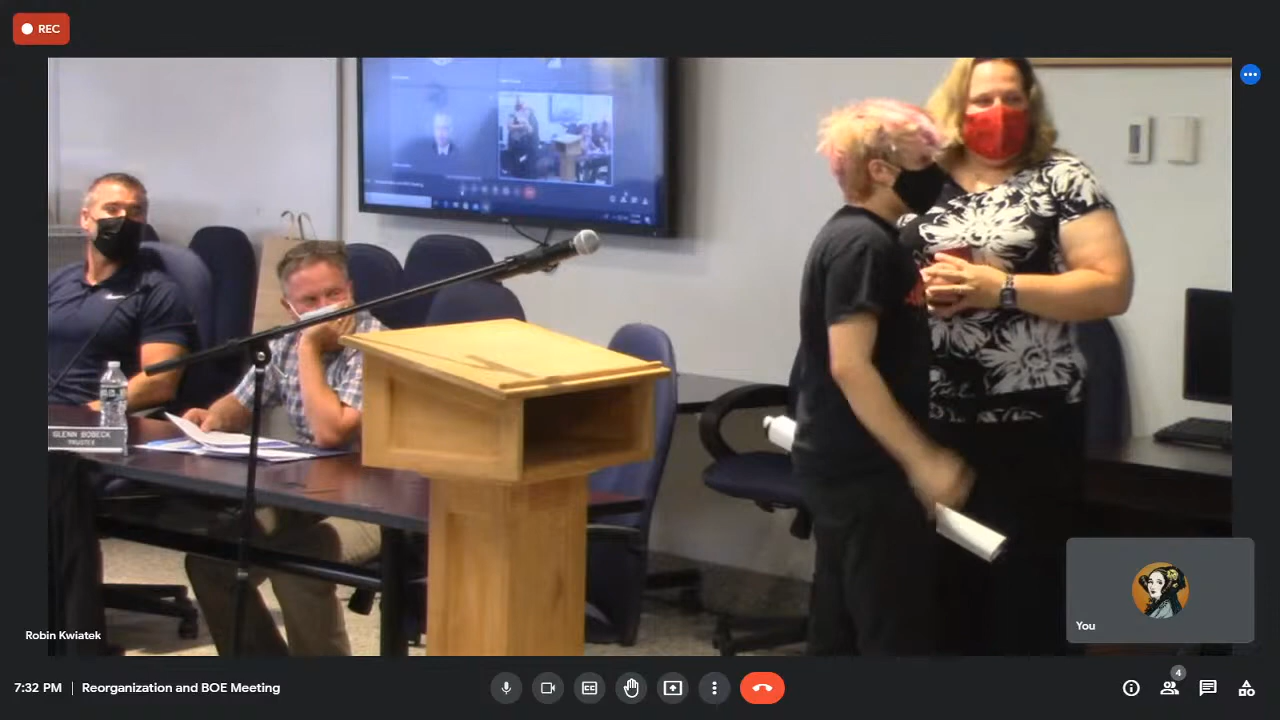 REC
GLENN BOBECK
TRUSTEE
Robin Kwiatek
You
4
7:32 PM | Reorganization and BOE Meeting